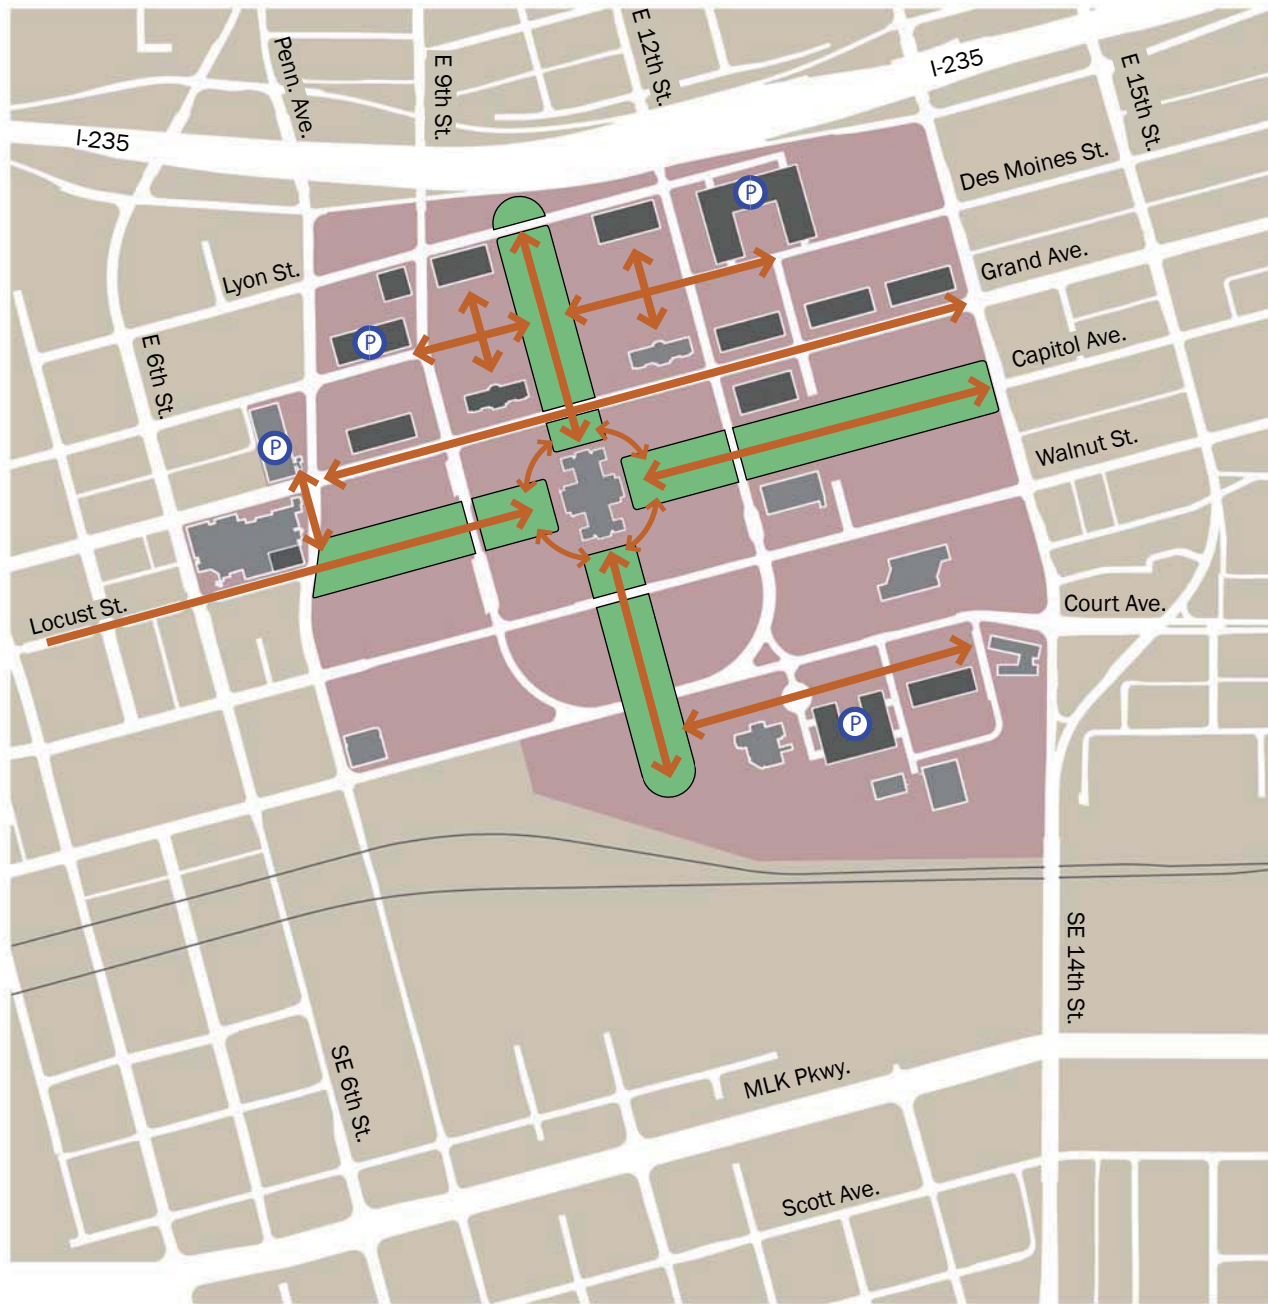 E 12th St.
Penn. Ave.
E 9th St.
I-235
E 15th St.
I-235
Des Moines St.
P
Grand Ave.
Lyon St.
P
E 6th St.
Capitol Ave.
P
Walnut St.
Locust St.
Court Ave.
P
SE 14th St.
SE 6th St.
MLK Pkwy.
Scott Ave.